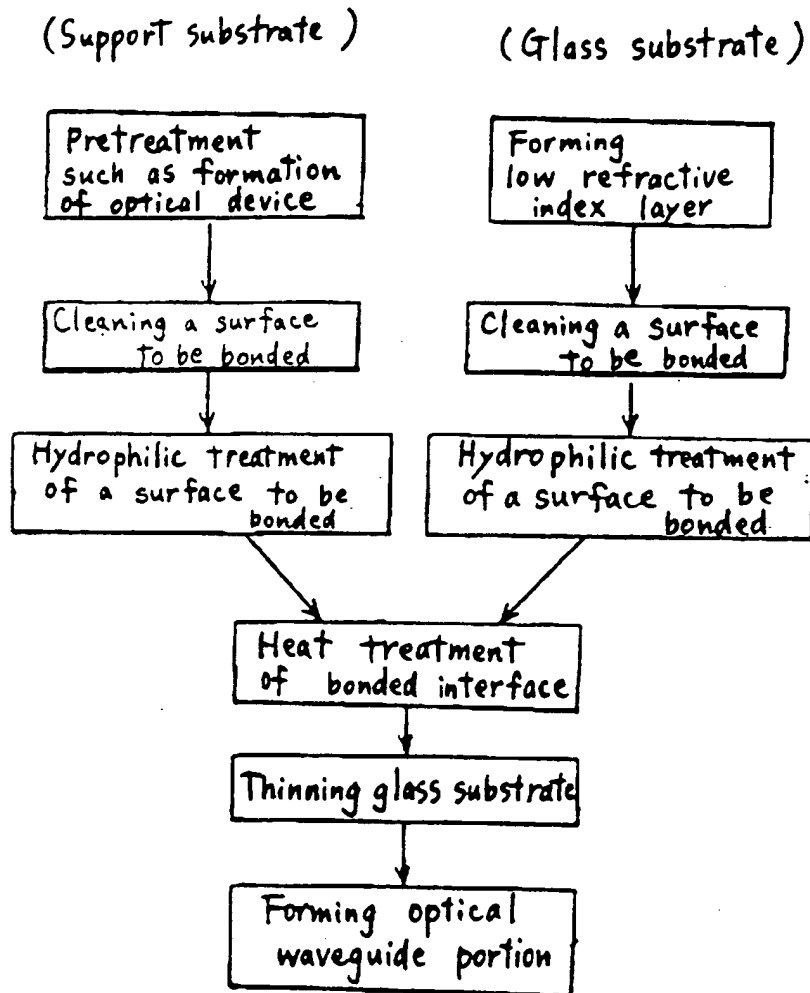 (Support substrate)
(Glass substrate)
Pretreatment
such as formation
of optical device
Forming
low refractive
index layer
Cleaning a surface
to be bonded
Cleaning a surface
to be bonded
Hydrophilic treatment
of a surface to be
bonded
Hydrophilic treatment
of a surface to be
bonded
Heat treatment
of bonded interface
Thinning glass substrate
Forming optical
waveguide portion